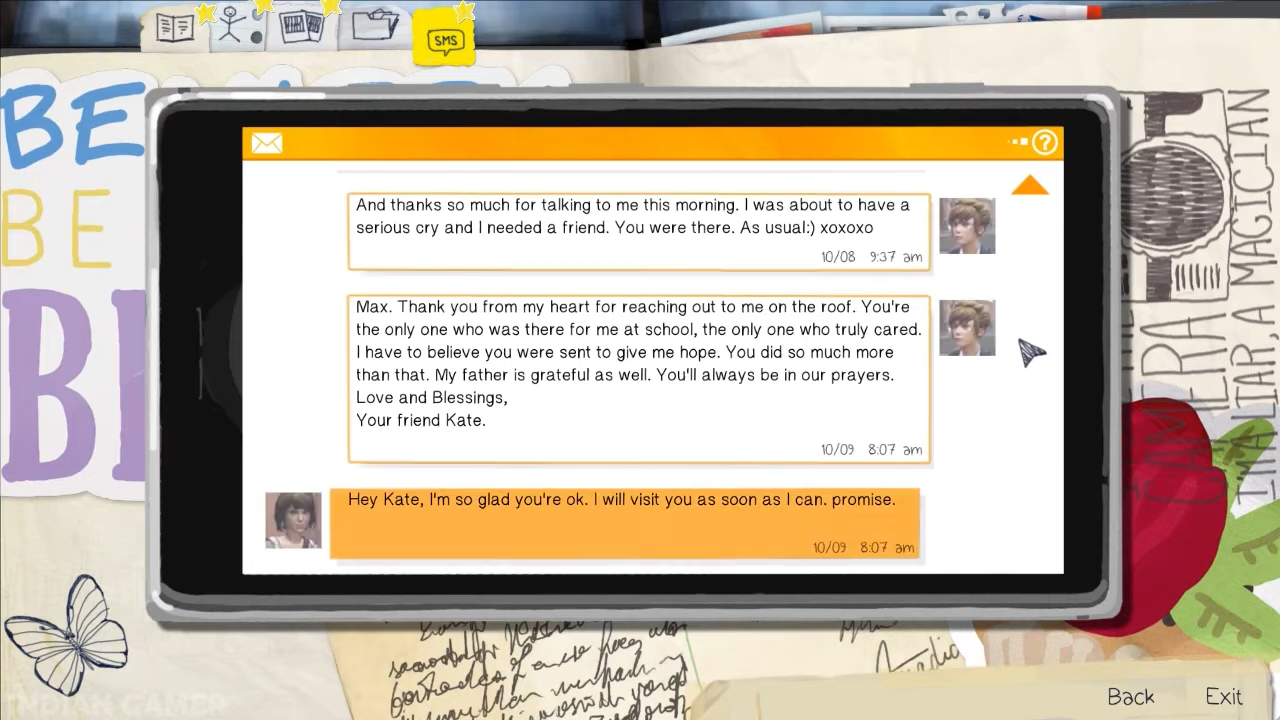 SMS
BE
BE
And thanks so much for talking to me this morning. I was about to have a
serious cry and I needed a friend. You were there. As usual:) xoxoxo
10/08 9:37 am
Max. Thank you from my heart for reaching out to me on the roof. You're
the only one who was there for me at school, the only one who truly cared.
I have to believe you were sent to give me hope. You did so much more
than that. My father is grateful as well. You'll always be in our prayers.
Love and Blessings,
Your friend Kate.
10/09 8:07 am
Hey Kate, I'm so glad you're ok. I will visit you as soon as I can. promise.
10/09 8:07 am
CAMERA
I'M A LIAR, A MAGICIAN
INDIAN GAMER
Back Exit